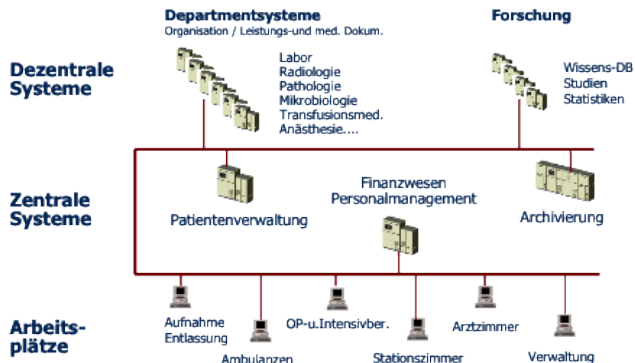 Departmentsysteme
Organisation / Leistungs-und med. Dokum.
Forschung
Dezentrale
Systeme
Labor
Radiologie
Pathologie
Mikrobiologie
Transfusionsmed.
Anästhesie....
Wissens-DB
Studien
Statistiken
Zentrale
Systeme
Patientenverwaltung
Finanzwesen
Personalmanagement
Archivierung
Arbeits-
plätze
Aufnahme
Entlassung
Ambulanzen
OP-u.Intensivber.
Stationszimmer
Arztzimmer
Verwaltung